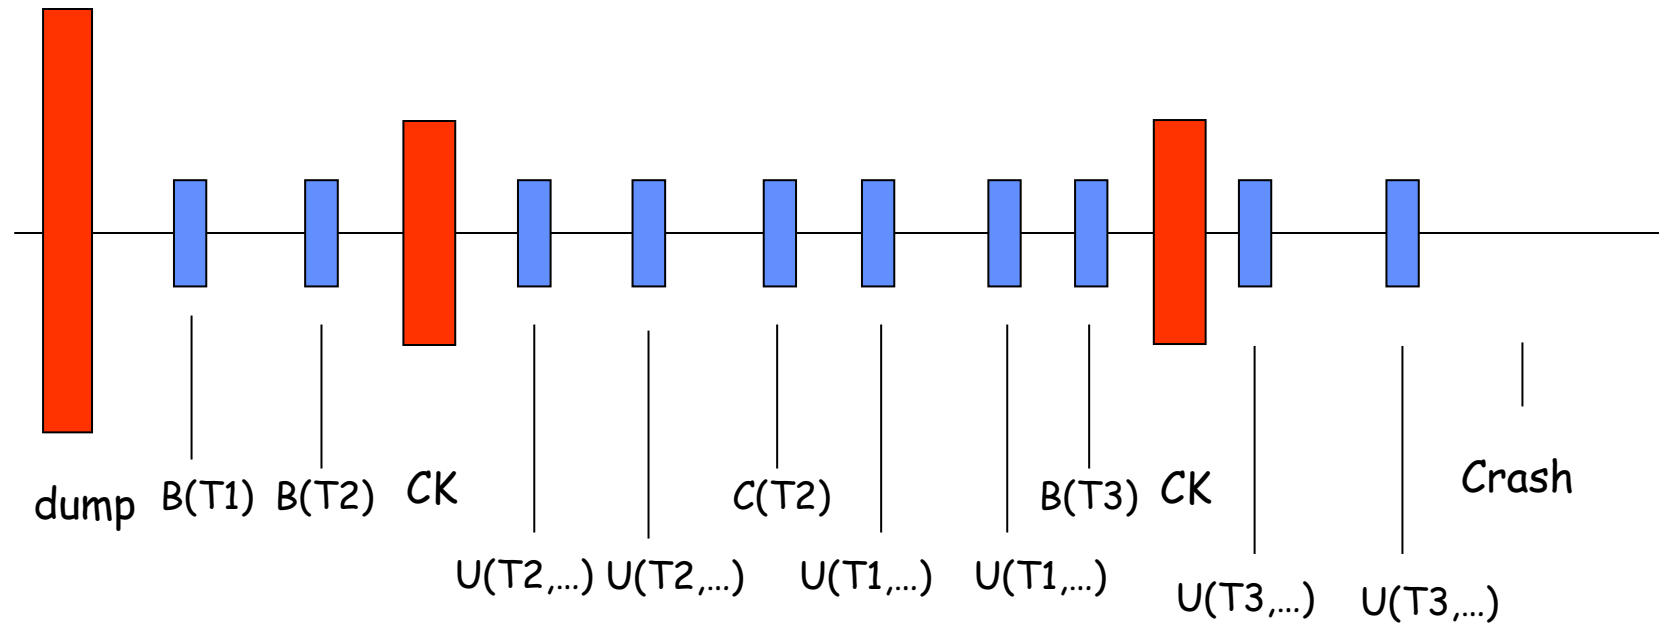 dump
B(T1)
B(T2)
CK
U(T2,...)
U(T2,...)
C(T2)
U(T1,...)
U(T1,...)
B(T3)
CK
U(T3,...)
U(T3,...)
Crash